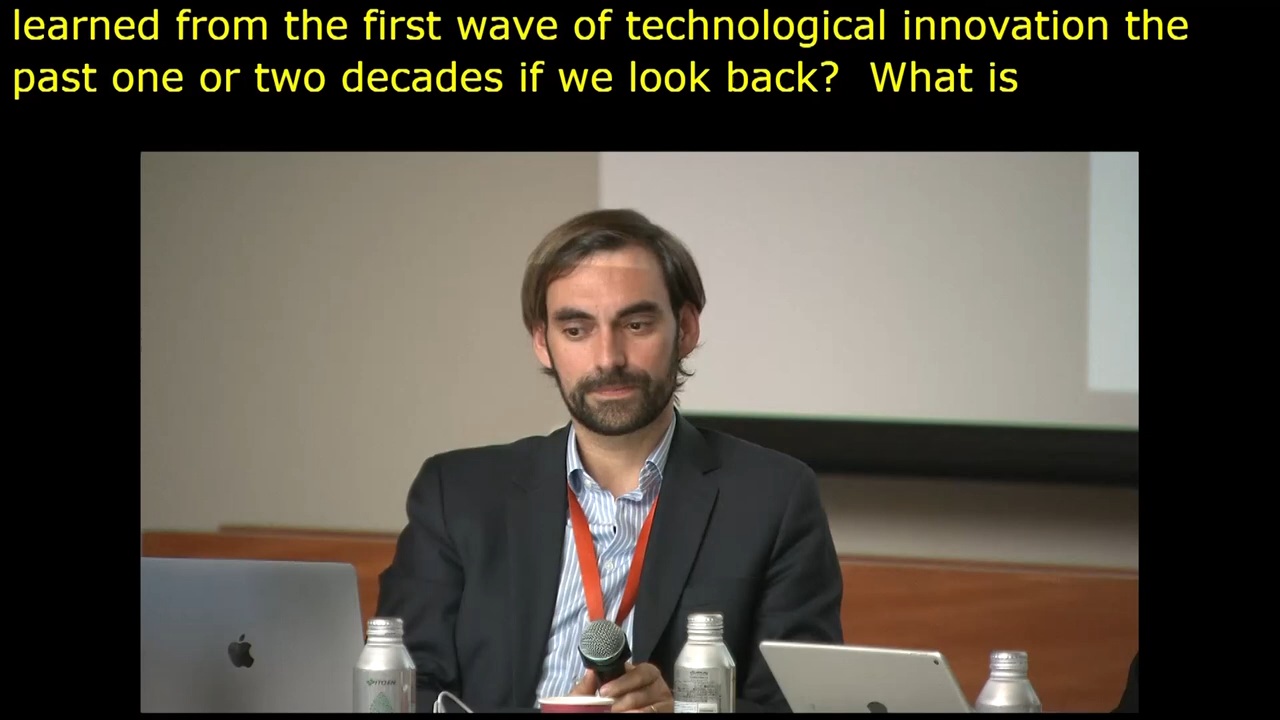 learned from the first wave of technological innovation the
past one or two decades if we look back?  What is